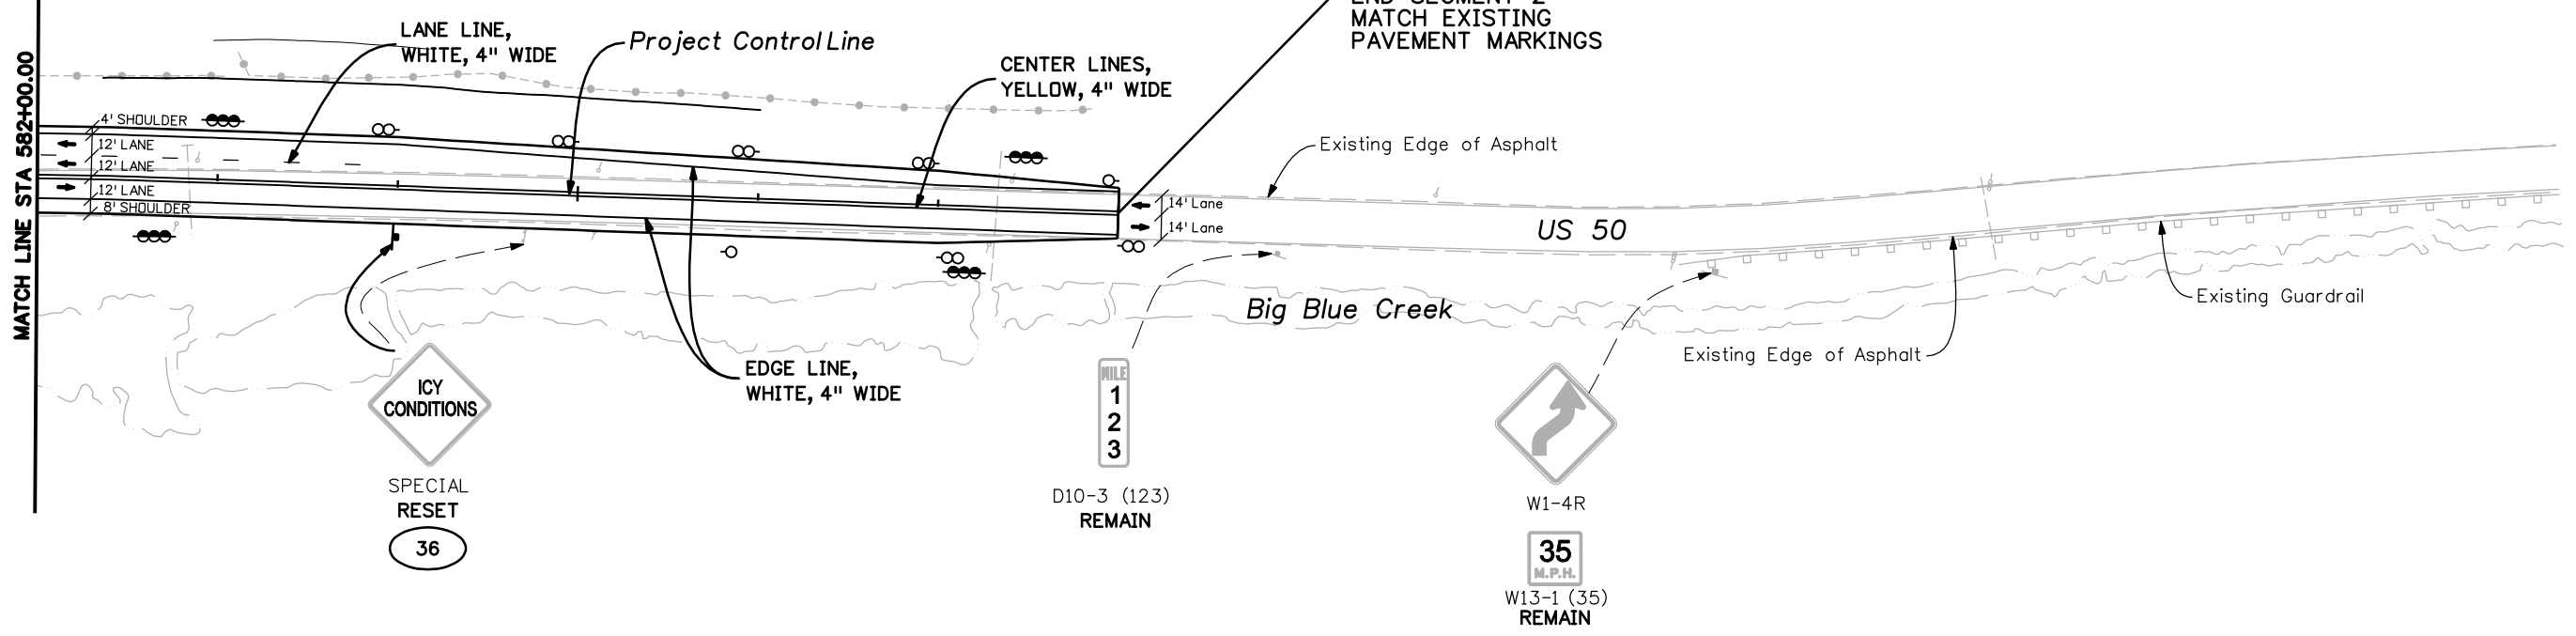 MATCH LINE STA 582+00.00
LANE LINE,
WHITE, 4" WIDE
Project Control Line
CENTER LINES,
YELLOW, 4" WIDE
END SEGMENT 2
MATCH EXISTING
PAVEMENT MARKINGS
4' SHOULDER
12' LANE
12' LANE
12' LANE
8' SHOULDER
Existing Edge of Asphalt
14' Lane
14' Lane
US 50
Big Blue Creek
Existing Guardrail
Existing Edge of Asphalt
EDGE LINE,
WHITE, 4" WIDE
ICY
CONDITIONS
SPECIAL
RESET
36
MILE
1
2
3
D10-3 (123)
REMAIN
W1-4R
35
M.P.H.
W13-1 (35)
REMAIN